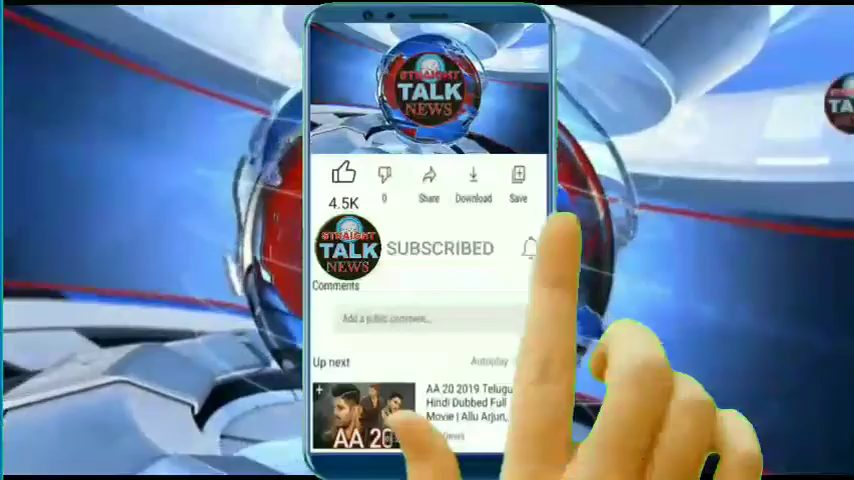 STRAIGHT
TALK
NEWS
4.5K
0
Share
Download
Save
STRAIGHT
TALK
NEWS
SUBSCRIBED
Comments
Add a public comment...
Up next
Autoplay
AA 20 2019 Telugu
Hindi Dubbed Full
Movie | Allu Arjun,
AA 20
TA